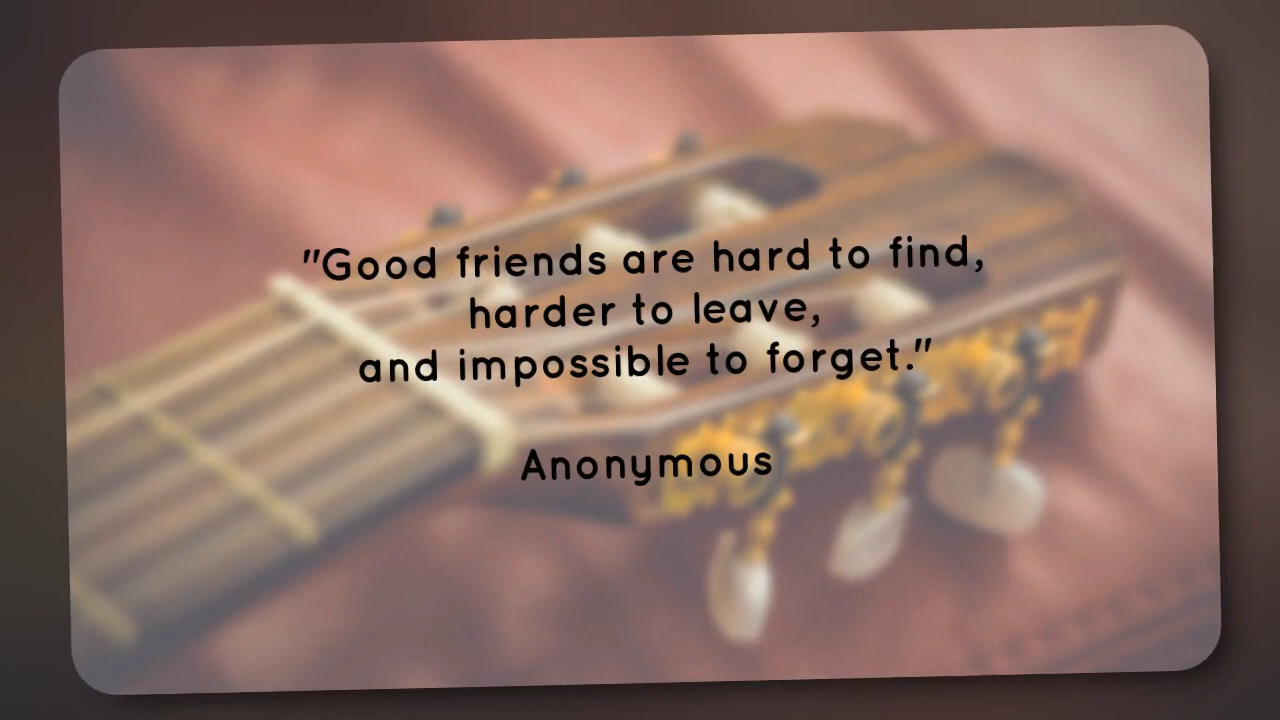 "Good friends are hard to find,
harder to leave,
and impossible to forget."
Anonymous